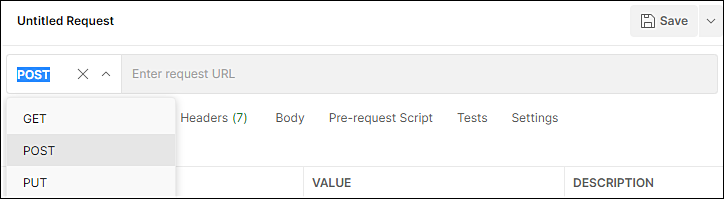 Untitled Request
Save
POST
Enter request URL
GET
Headers (7) Body Pre-request Script Tests Settings
POST
PUT
VALUE DESCRIPTION